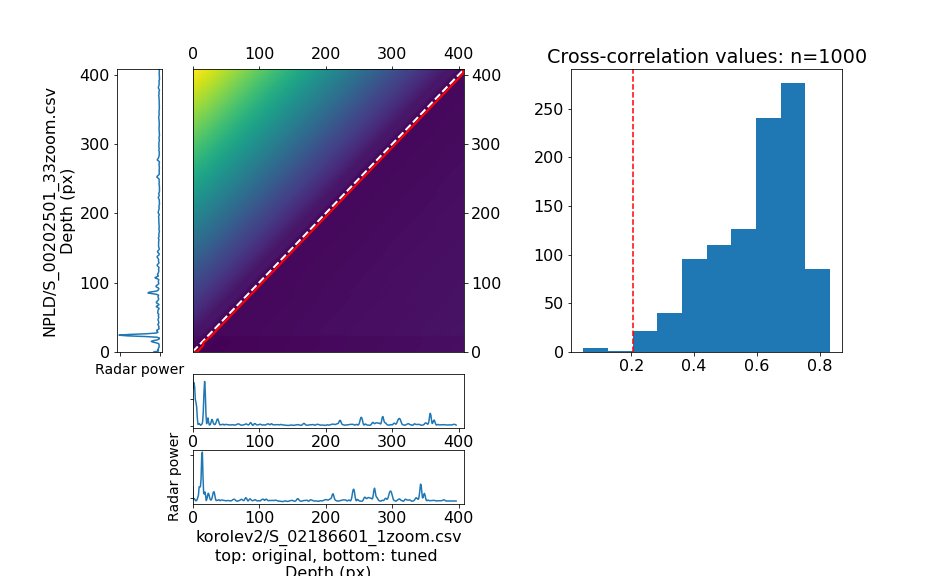 0 100 200 300 400
Cross-correlation values: n=1000
NPLD/S_00202501_33zoom.csv
Depth (px)
400
300
200
100
0
Radar power
400
300
200
100
0
250
200
150
100
50
0
0.2 0.4 0.6 0.8
0 100 200 300 400
Radar power
0 100 200 300 400
korolev2/S_02186601_1zoom.csv
top: original, bottom: tuned
Depth (px)